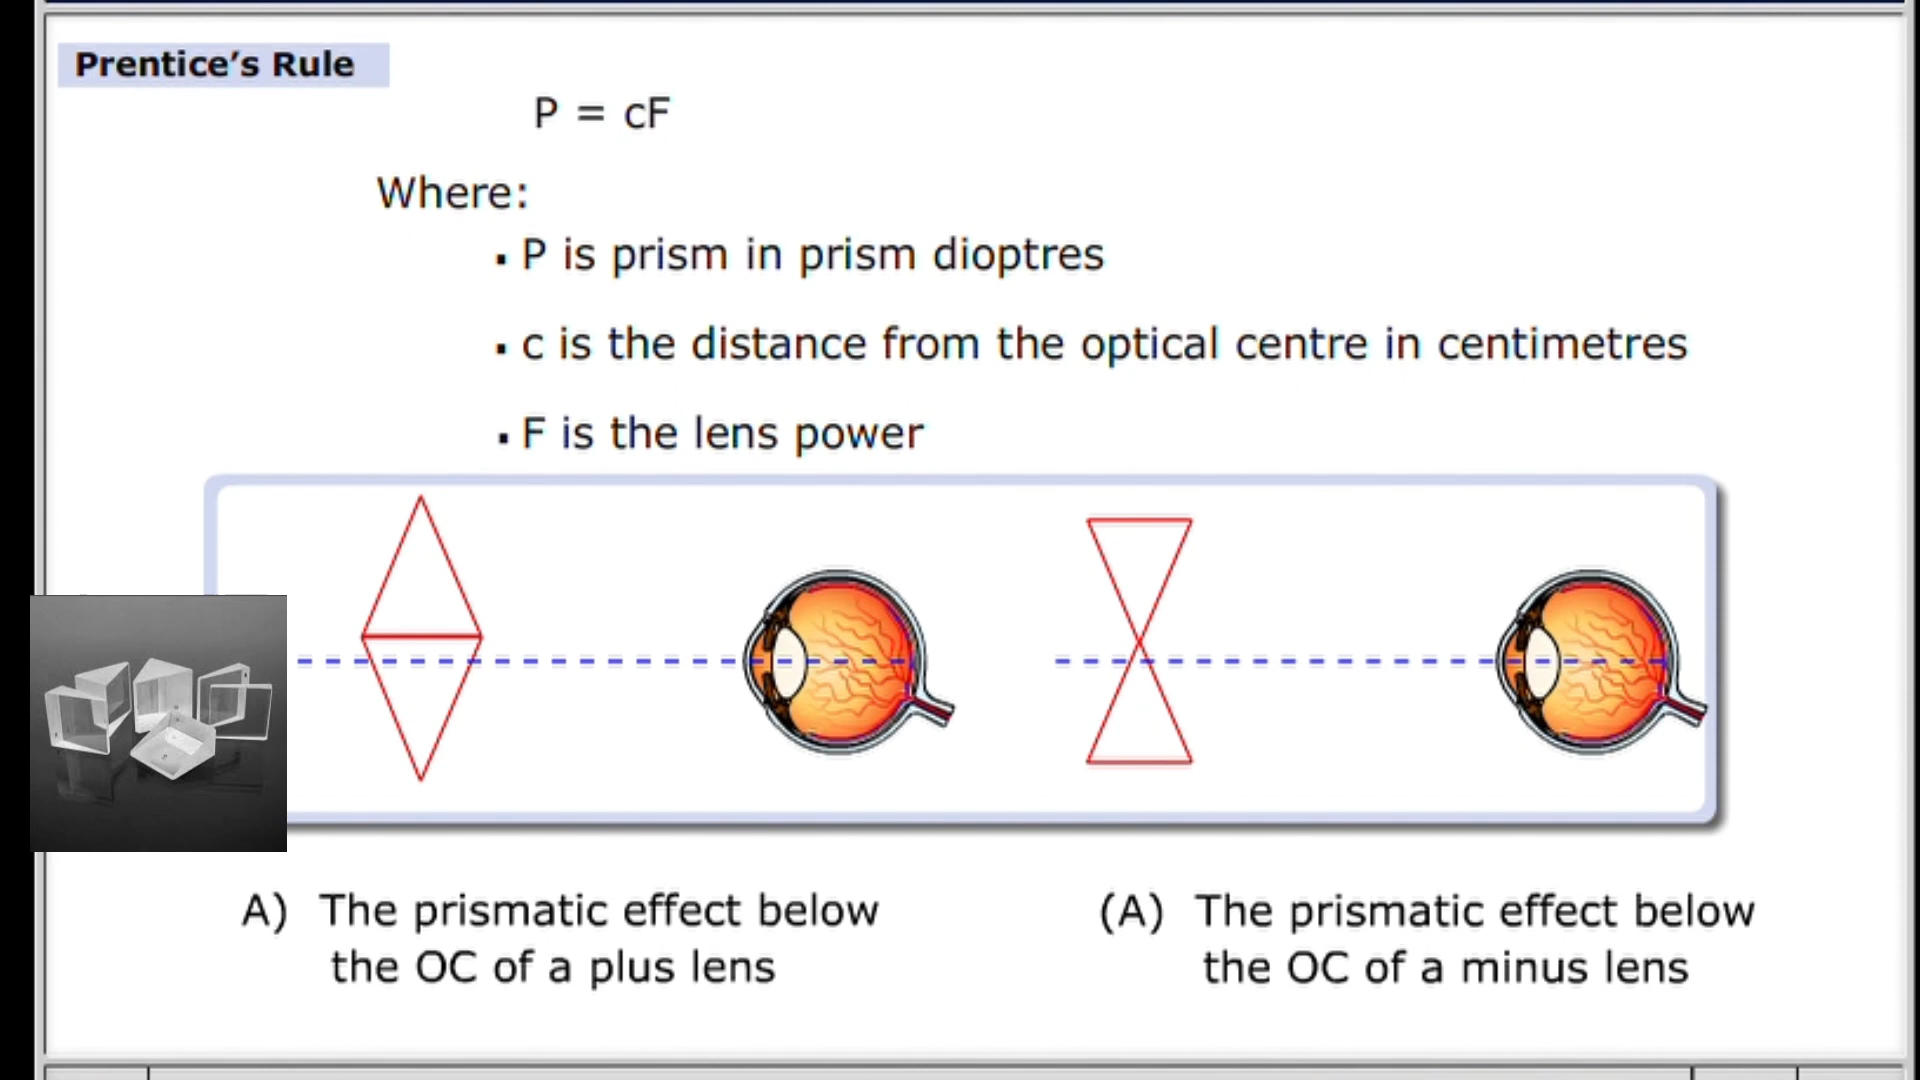 Prentice’s Rule
P = cF
Where:
▪ P is prism in prism dioptres
▪ c is the distance from the optical centre in centimetres
▪ F is the lens power
A) The prismatic effect below
the OC of a plus lens
(A) The prismatic effect below
the OC of a minus lens